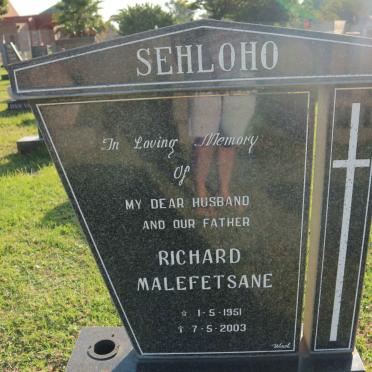 SEHLOHO
In Loving Memory
of
MY DEAR HUSBAND
AND OUR FATHER
RICHARD
MALEFETSANE
☆ 1-5-1951
✝ 7-5-2003